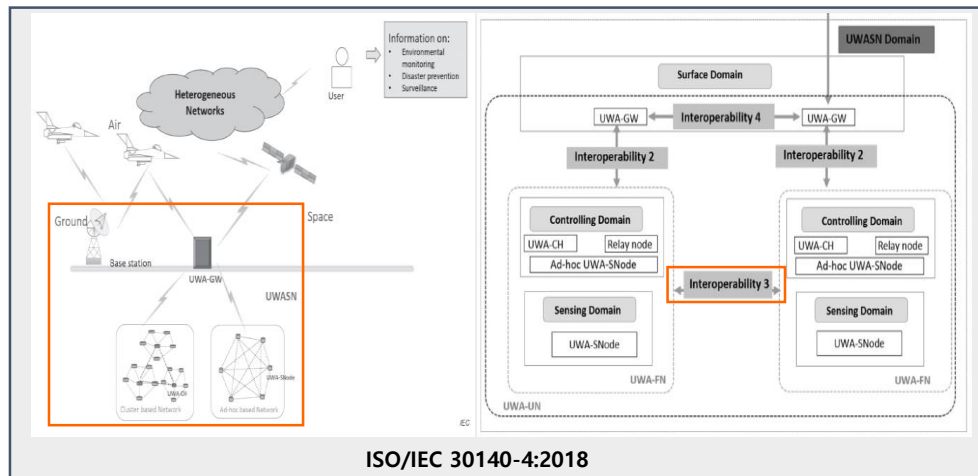 Information on:
• Environmental
monitoring
• Disaster prevention
• Surveillance
User
Heterogeneous
Networks
Air
Ground
Space
Base station
UWA-GW
UWASN
UWA-CH
Cluster based Network
UWA-SNode
Ad-hoc based Network
IEC
UWASN Domain
Surface Domain
UWA-GW
Interoperability 4
UWA-GW
Interoperability 2
Interoperability 2
Controlling Domain
UWA-CH
Relay node
Ad-hoc UWA-SNode
Sensing Domain
UWA-SNode
UWA-FN
Interoperability 3
Controlling Domain
UWA-CH
Relay node
Ad-hoc UWA-SNode
Sensing Domain
UWA-SNode
UWA-FN
UWA-UN
ISO/IEC 30140-4:2018